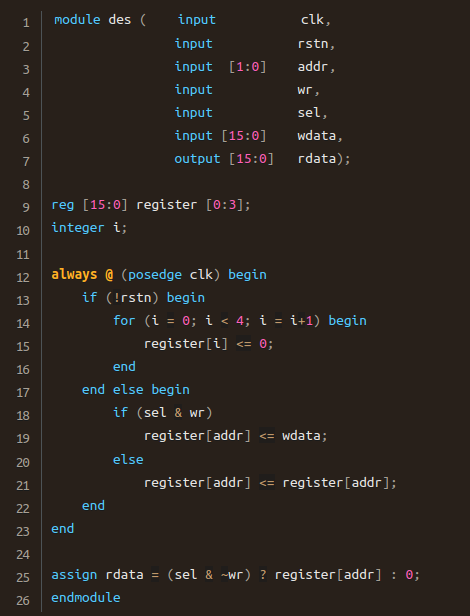 1 module des (    input           clk,
2                 input           rstn,
3                 input  [1:0]    addr,
4                 input           wr,
5                 input           sel,
6                 input [15:0]    wdata,
7                 output [15:0]   rdata);
8
9 reg [15:0] register [0:3];
10 integer i;
11
12 always @ (posedge clk) begin
13     if (!rstn) begin
14         for (i = 0; i < 4; i = i+1) begin
15             register[i] <= 0;
16         end
17     end else begin
18         if (sel & wr)
19             register[addr] <= wdata;
20         else
21             register[addr] <= register[addr];
22     end
23 end
24
25 assign rdata = (sel & ~wr) ? register[addr] : 0;
26 endmodule